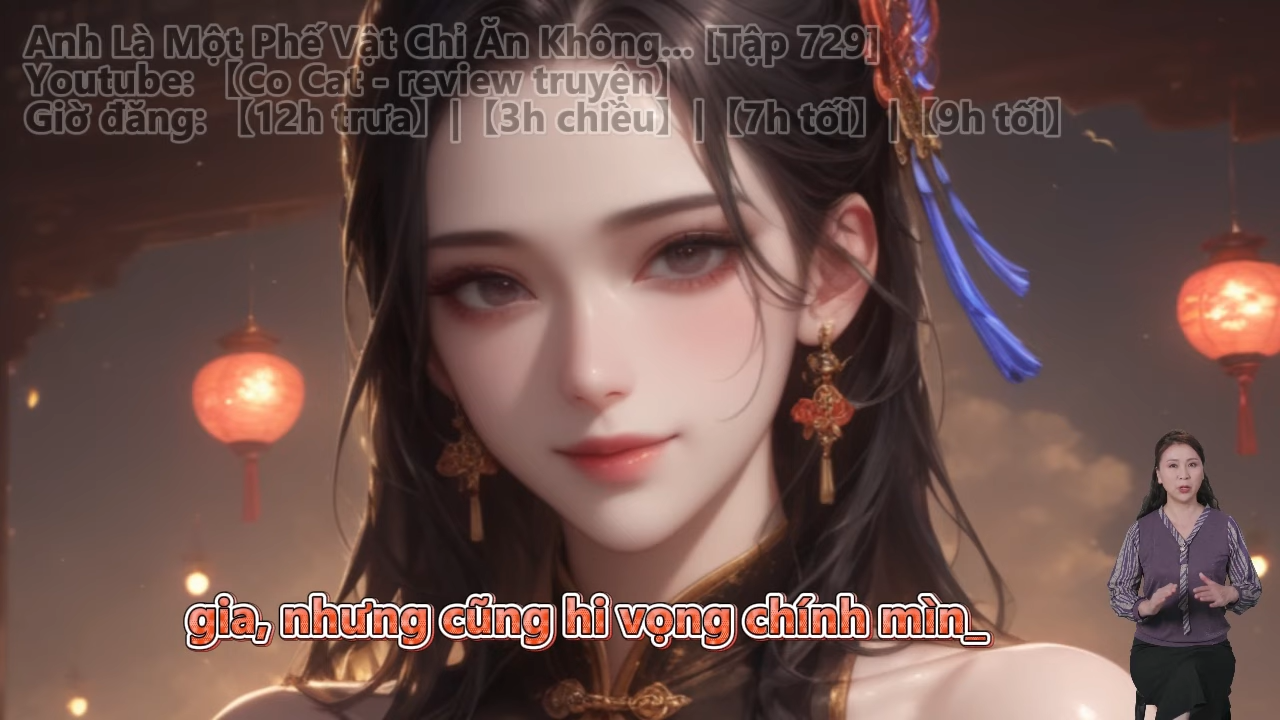 Anh Là Một Phế Vật Chỉ Ăn Không... [Tập 729]
Youtube: 【Co Cat - review truyện】
Giờ đăng: 【12h trưa】 | 【3h chiều】 | 【7h tối】 | 【9h tối】
gia, nhưng cũng hi vọng chính mìn_